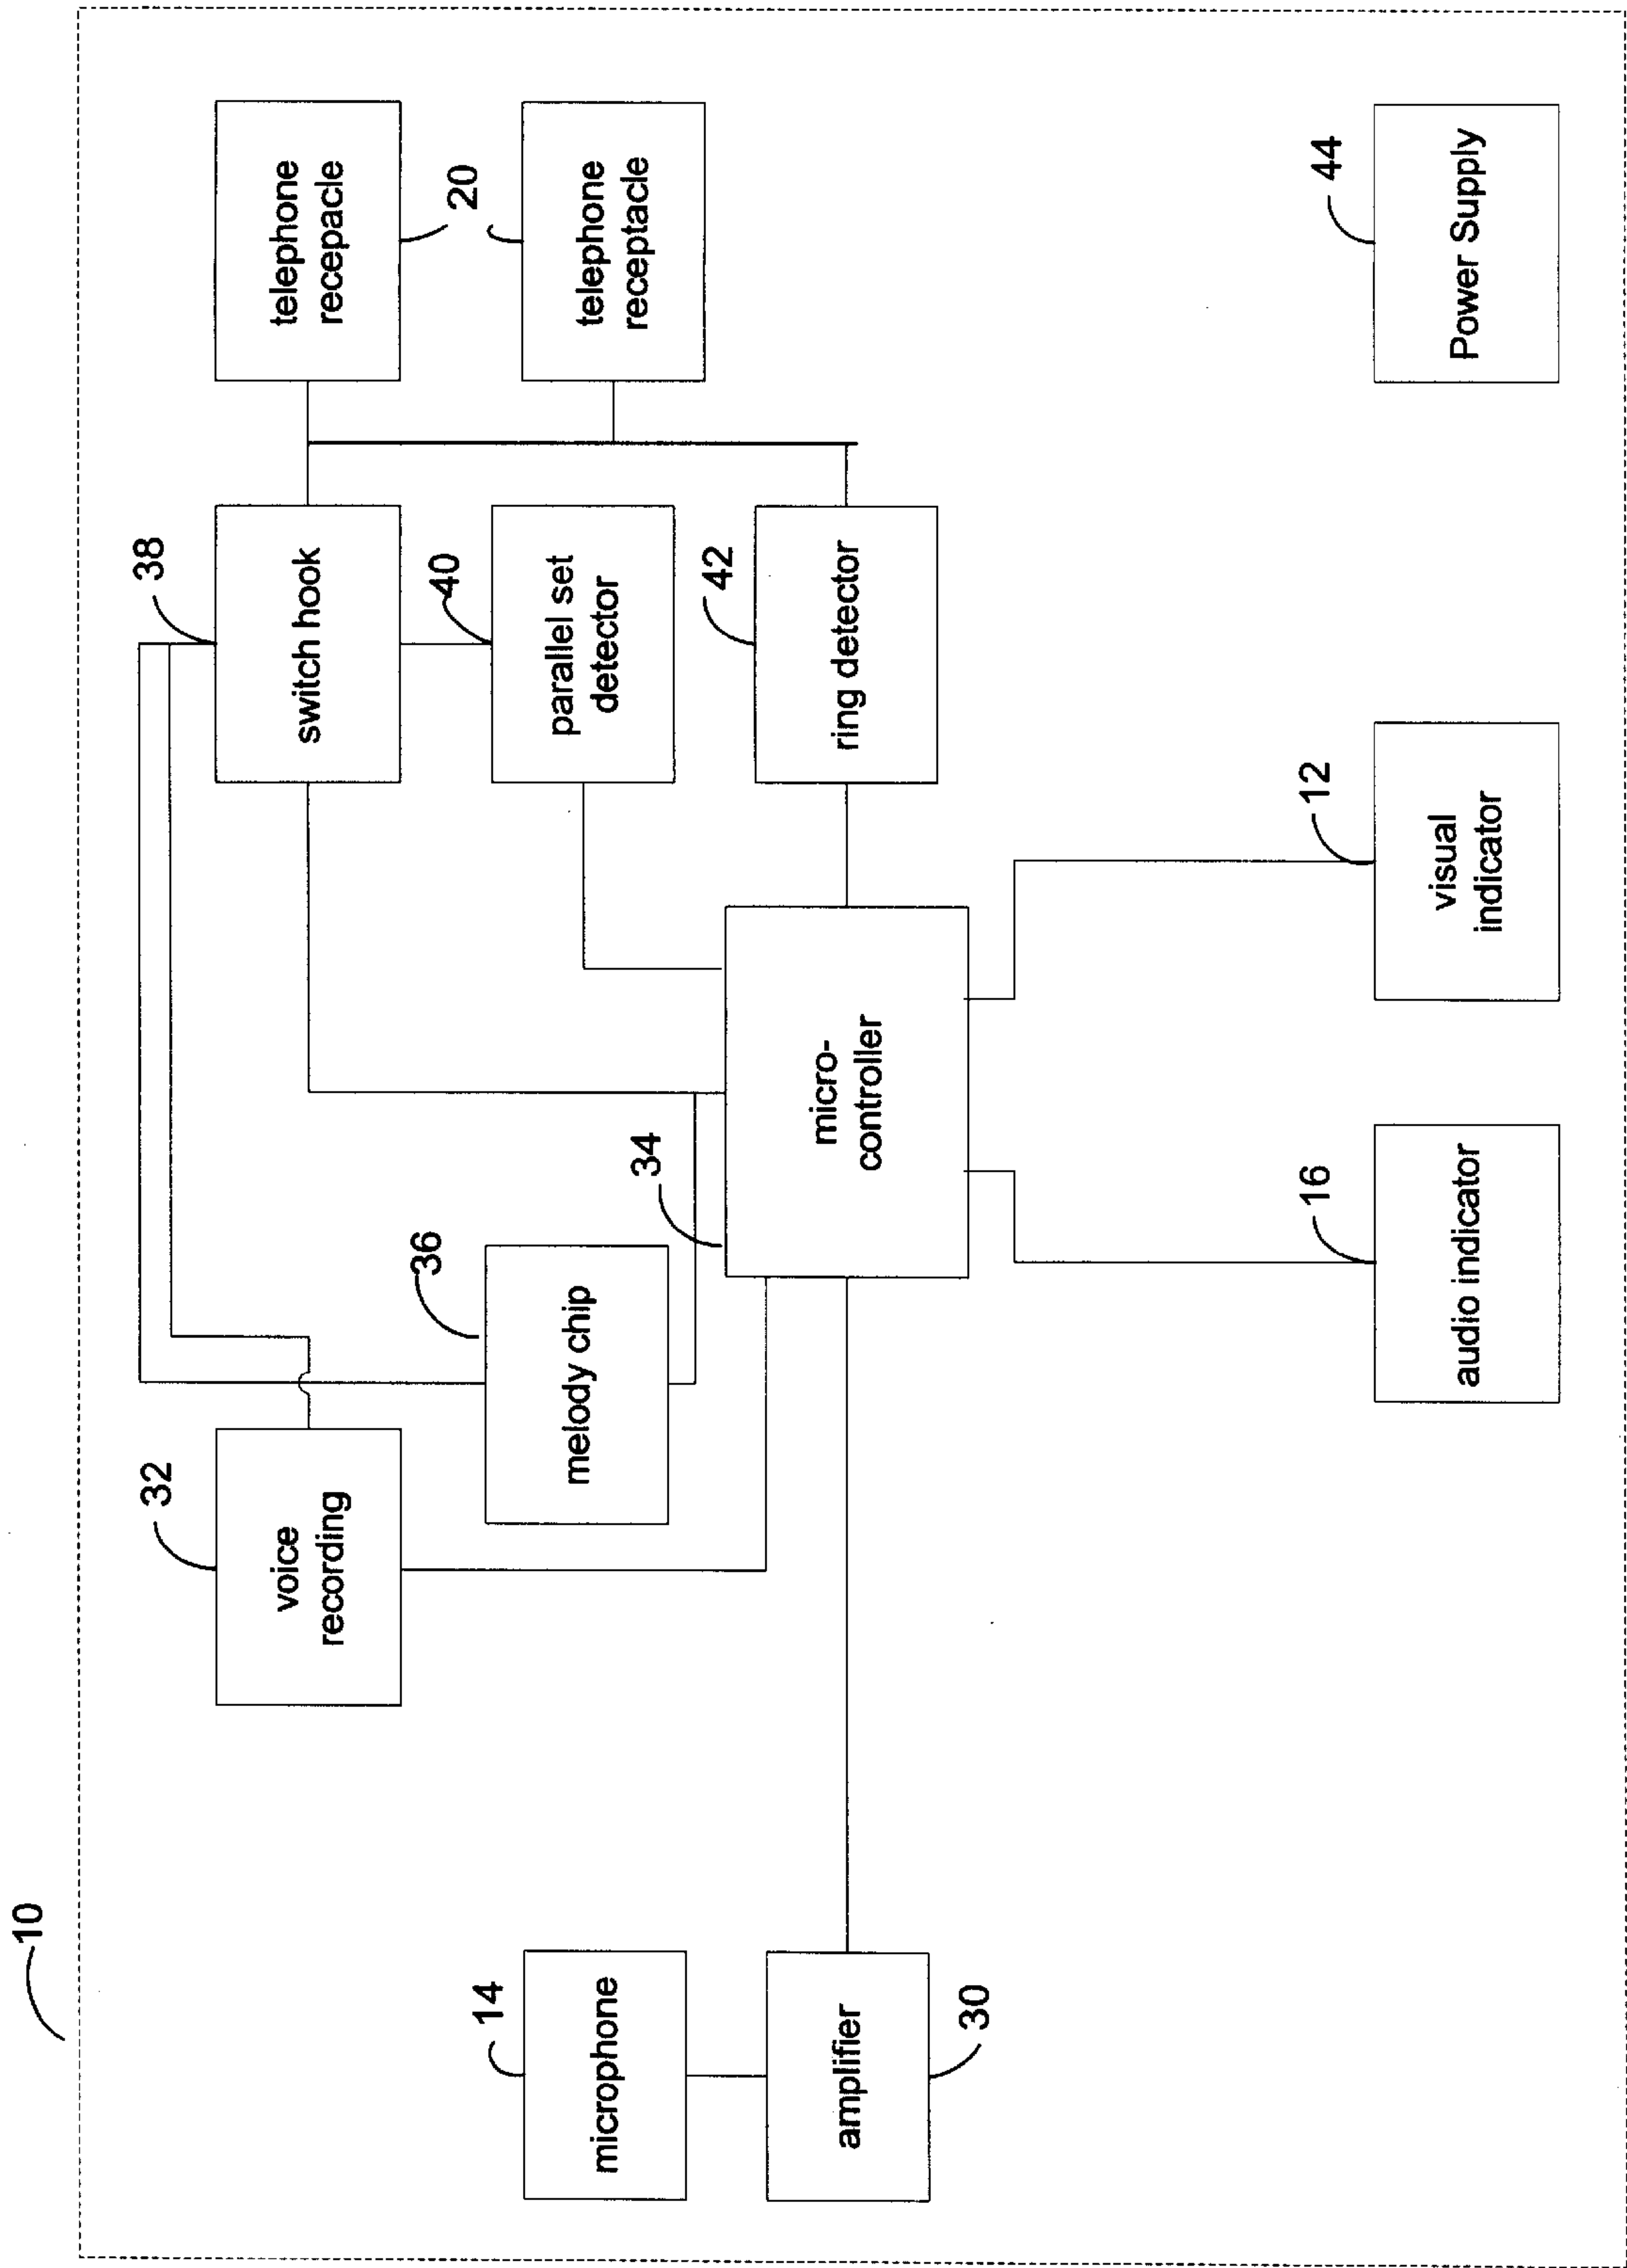 10
32
voice
recording
38
switch hook
telephone
recepacle
20
36
melody chip
40
parallel set
detector
telephone
receptacle
14
microphone
34
micro-
controller
42
ring detector
amplifier
30
16
audio indicator
12
visual
indicator
44
Power Supply